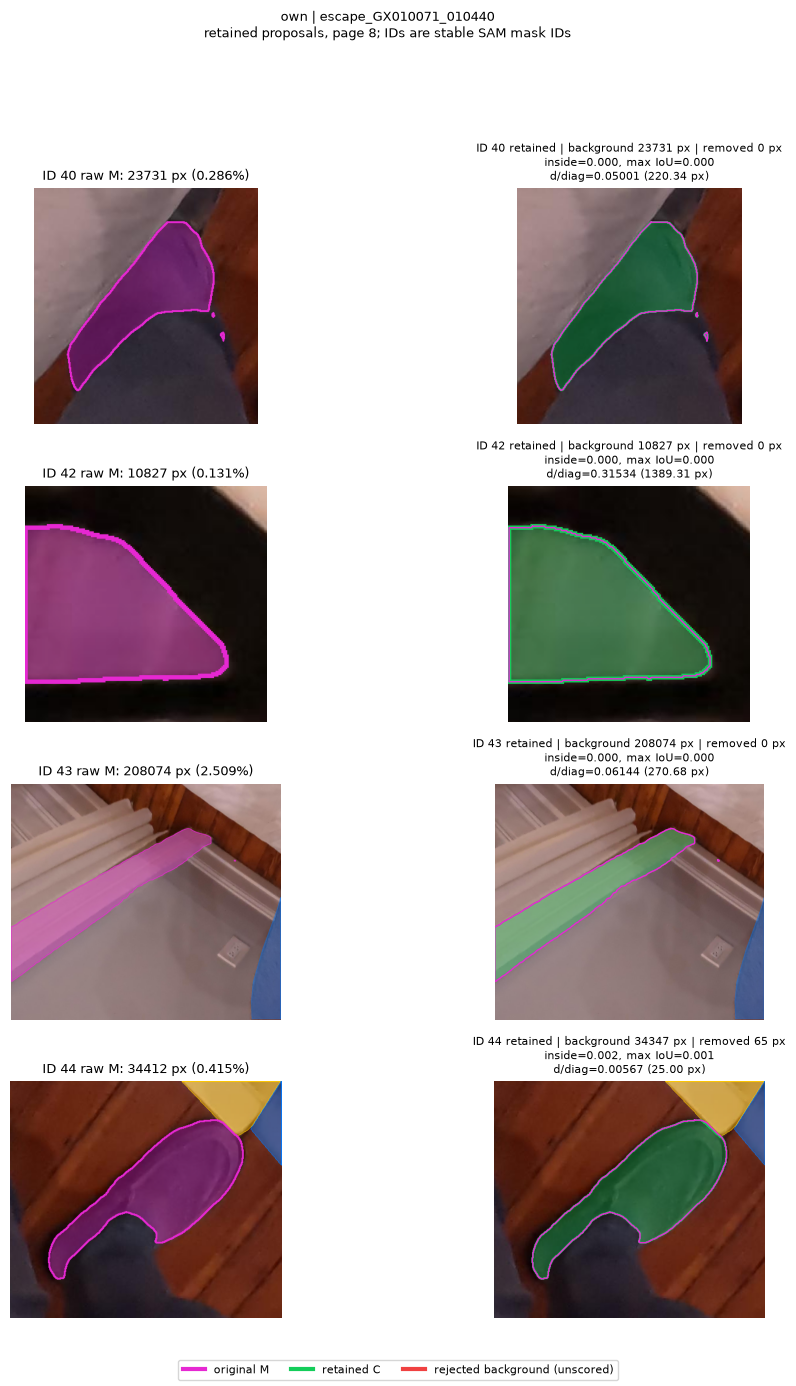 own | escape_GX010071_010440
retained proposals, page 8; IDs are stable SAM mask IDs
ID 40 raw M: 23731 px (0.286%)
ID 40 retained | background 23731 px | removed 0 px
inside=0.000, max IoU=0.000
d/diag=0.05001 (220.34 px)
ID 42 raw M: 10827 px (0.131%)
ID 42 retained | background 10827 px | removed 0 px
inside=0.000, max IoU=0.000
d/diag=0.31534 (1389.31 px)
ID 43 raw M: 208074 px (2.509%)
ID 43 retained | background 208074 px | removed 0 px
inside=0.000, max IoU=0.000
d/diag=0.06144 (270.68 px)
ID 44 raw M: 34412 px (0.415%)
ID 44 retained | background 34347 px | removed 65 px
inside=0.002, max IoU=0.001
d/diag=0.00567 (25.00 px)
original M
retained C
rejected background (unscored)